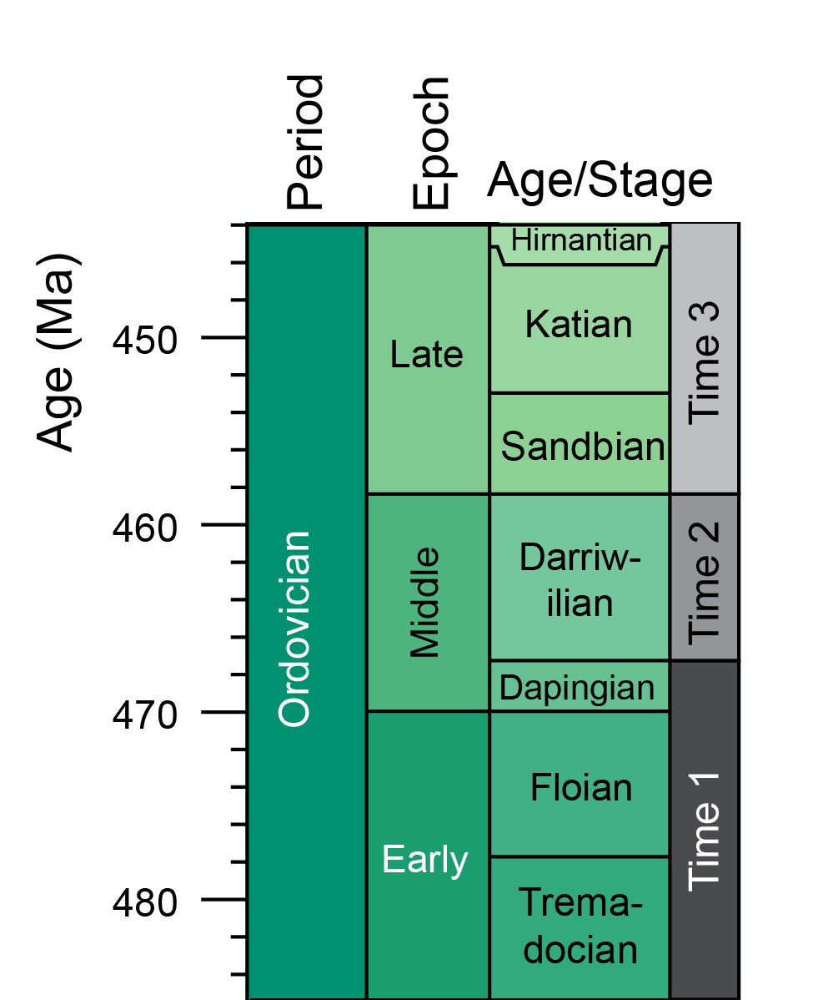 Period
Epoch
Age/Stage
Age (Ma)
450
460
470
480
Ordovician
Late
Middle
Early
Hirnantian
Katian
Sandbian
Darriw-
ilian
Dapingian
Floian
Trema-
docian
Time 3
Time 2
Time 1